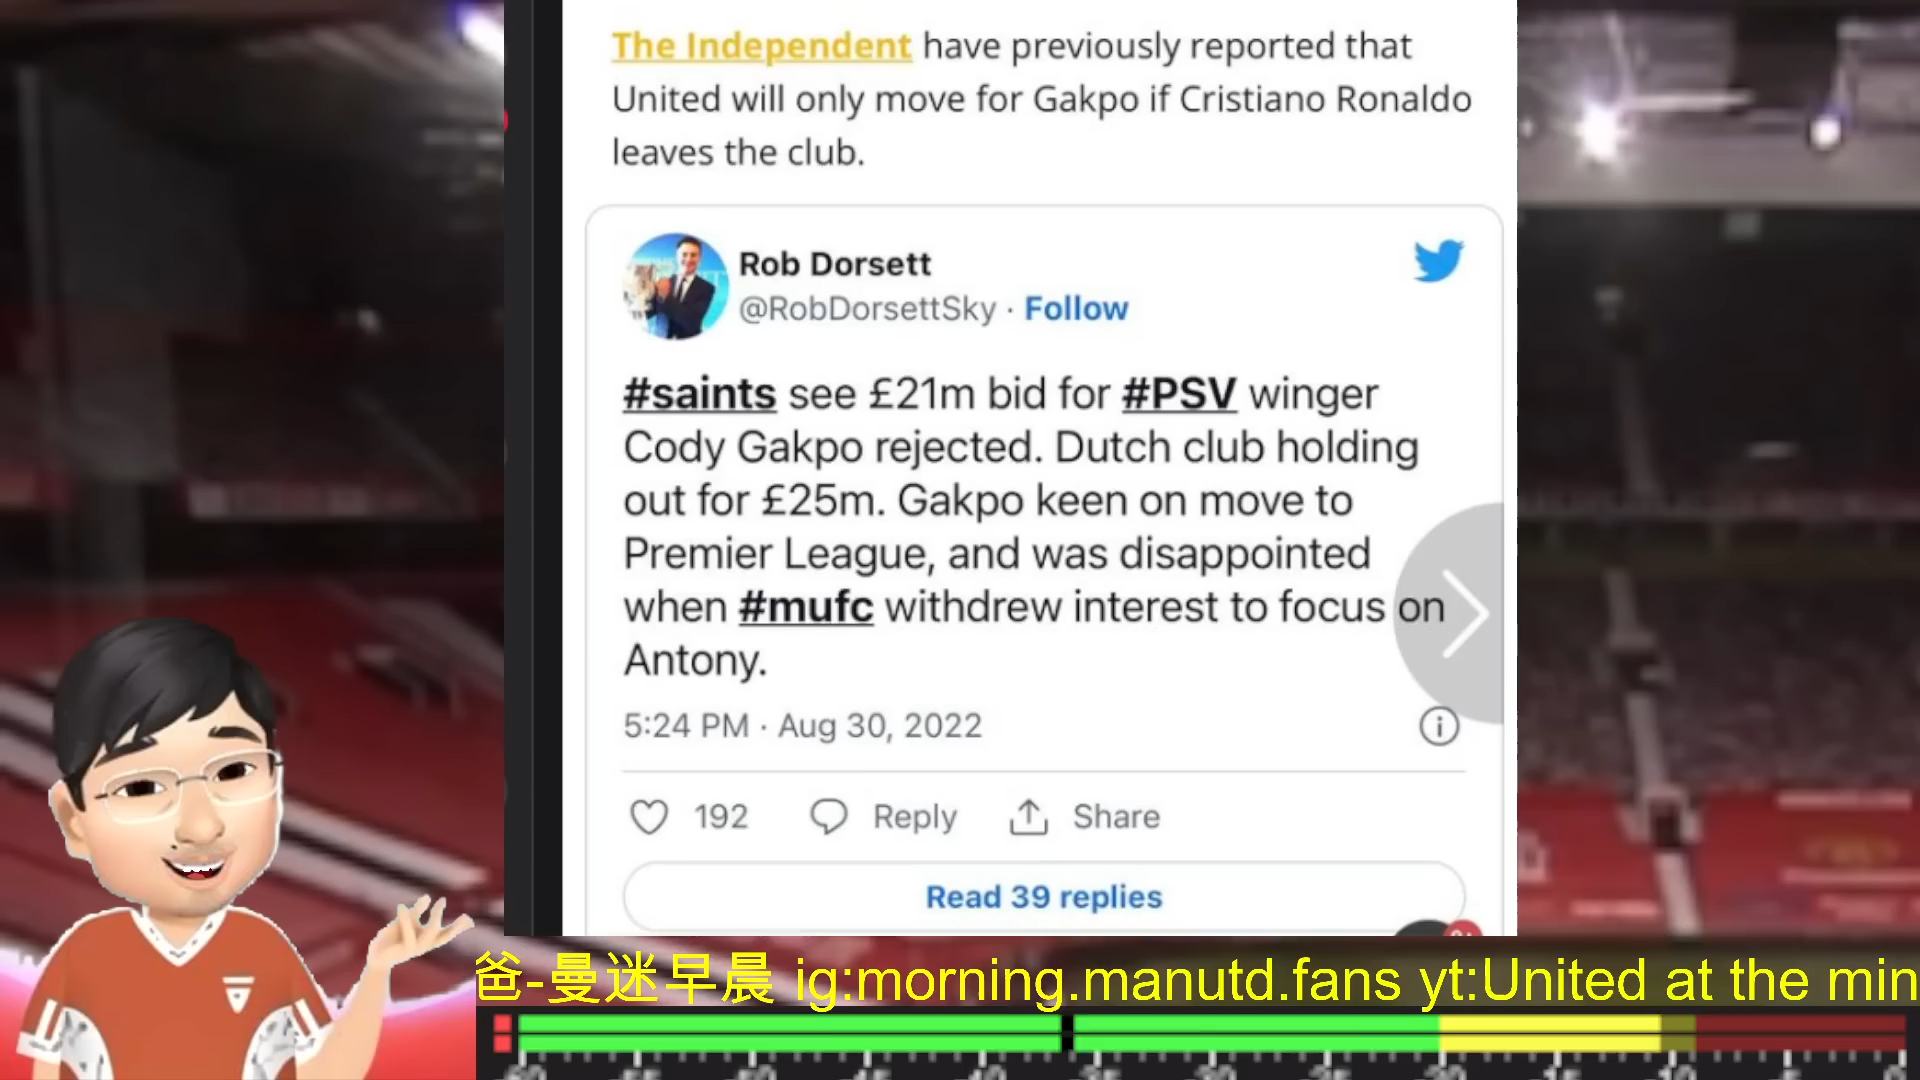 The Independent have previously reported that
United will only move for Gakpo if Cristiano Ronaldo
leaves the club.
Rob Dorsett
@RobDorsettSky · Follow
#saints see £21m bid for #PSV winger
Cody Gakpo rejected. Dutch club holding
out for £25m. Gakpo keen on move to
Premier League, and was disappointed
when #mufc withdrew interest to focus on
Antony.
5:24 PM · Aug 30, 2022
192 Reply Share
Read 39 replies
爸-曼迷早晨 ig:morning.manutd.fans yt:United at the min